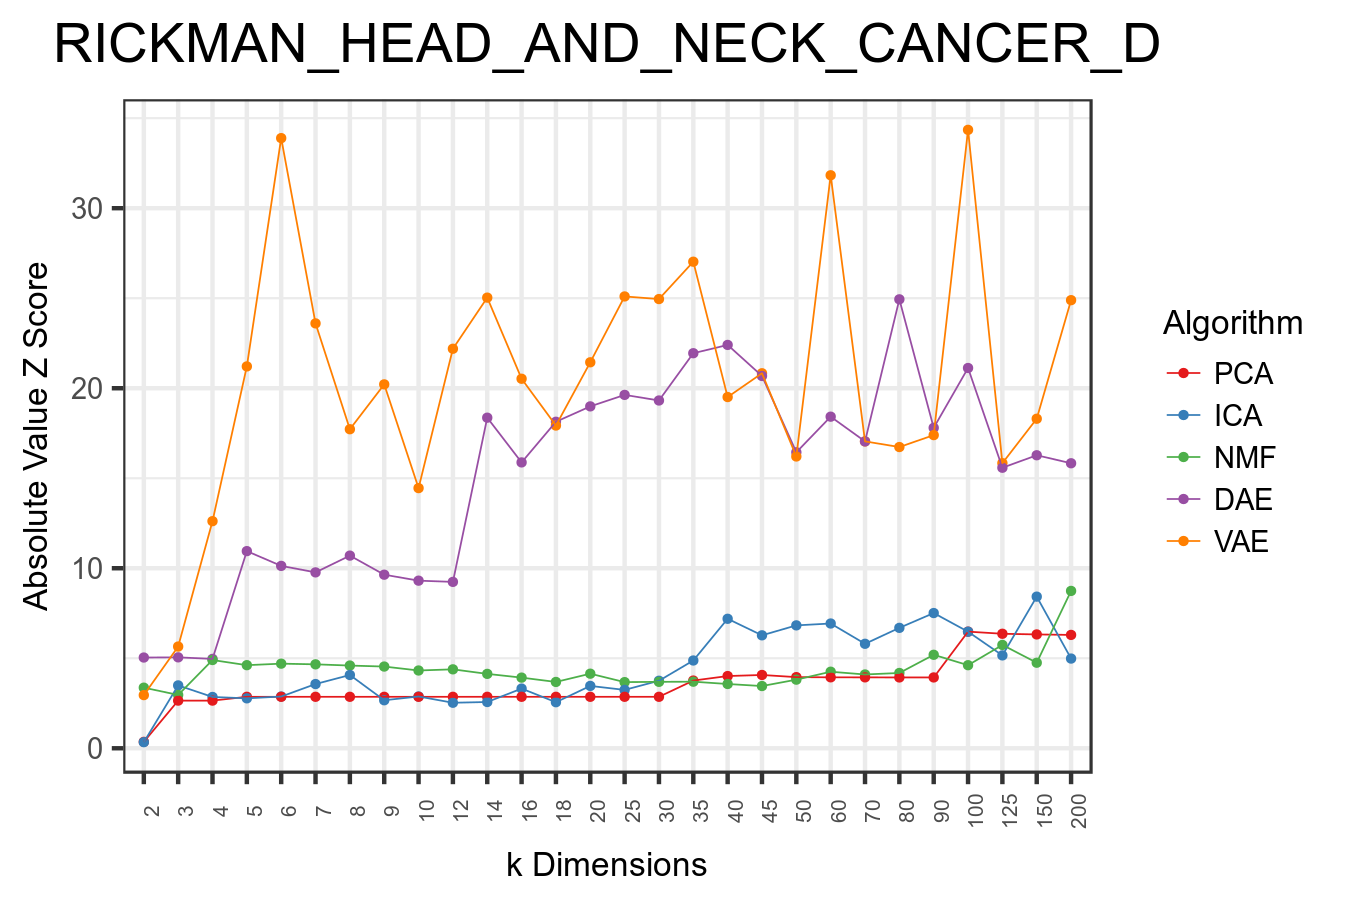 RICKMAN_HEAD_AND_NECK_CANCER_D
Absolute Value Z Score
30
20
10
0
2 3 4 5 6 7 8 9 10 12 14 16 18 20 25 30 35 40 45 50 60 70 80 90 100 125 150 200
k Dimensions
Algorithm
PCA
ICA
NMF
DAE
VAE